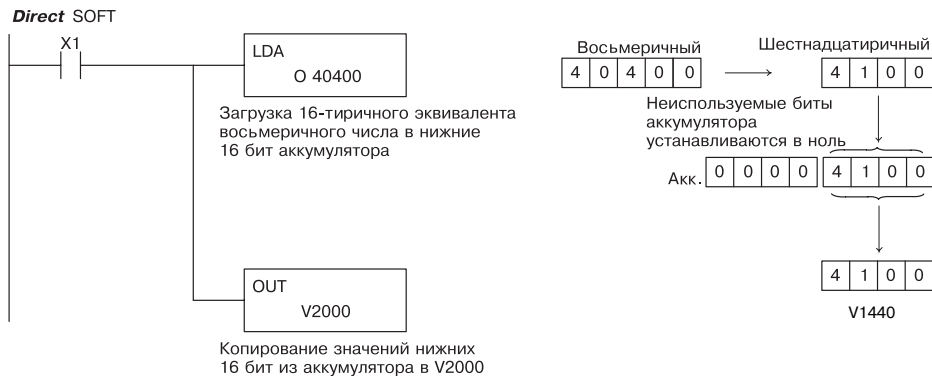 Direct SOFT
X1
LDA
O 40400
Загрузка 16-тиричного эквивалента
восьмеричного числа в нижние
16 бит аккумулятора
OUT
V2000
Копирование значений нижних
16 бит из аккумулятора в V2000
Восьмеричный
Шестнадцатиричный
4 0 4 0 0
4 1 0 0
Неиспользуемые биты
аккумулятора
устанавливаются в ноль
Акк. 0 0 0 0 4 1 0 0
4 1 0 0
V1440